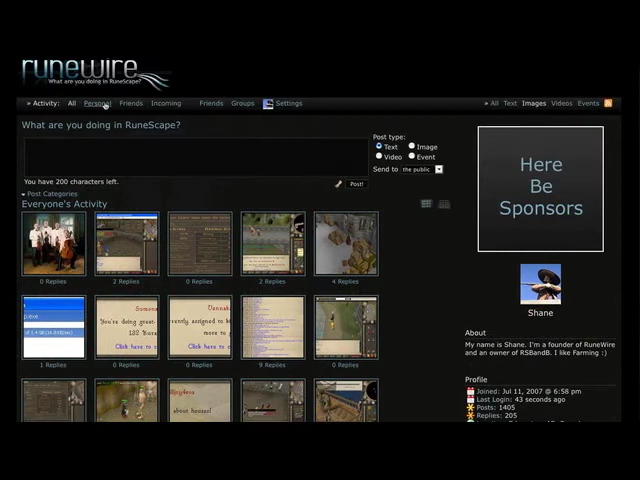 runewire
What are you doing in RuneScape?
» Activity: All Personal Friends Incoming Friends Groups Settings » All Text Images Videos Events
What are you doing in RuneScape?
Post type:
Text Image
Video Event
Send to the public
You have 200 characters left.
Post!
Post Categories
Everyone's Activity
Here
Be
Sponsors
0 Replies 2 Replies 0 Replies 2 Replies 4 Replies
Shane
p.exe
You're doing great,
Click here to
Click here to
1 Replies 0 Replies 0 Replies 9 Replies 0 Replies
About
My name is Shane. I'm a founder of RuneWire
and an owner of RSBandB. I like Farming :)
Profile
Joined: Jul 11, 2007 @ 6:58 pm
Last Login: 43 seconds ago
Posts: 1405
Replies: 205
about houses!